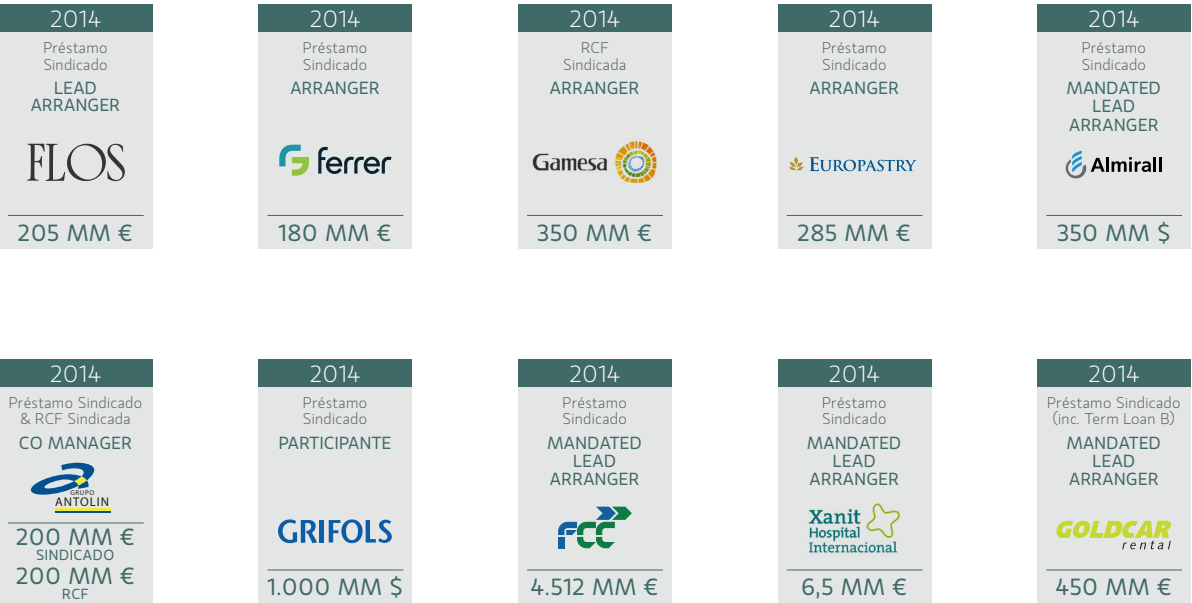 2014
Préstamo
Sindicado
LEAD
ARRANGER
FLOS
205 MM €
2014
Préstamo
Sindicado
ARRANGER
ferrer
180 MM €
2014
RCF
Sindicada
ARRANGER
Gamesa
350 MM €
2014
Préstamo
Sindicado
ARRANGER
EUROPASTRY
285 MM €
2014
Préstamo
Sindicado
MANDATED
LEAD
ARRANGER
Almirall
350 MM $
2014
Préstamo Sindicado
& RCF Sindicada
CO MANAGER
GRUPO
ANTOLIN
200 MM €
SINDICADO
200 MM €
RCF
2014
Préstamo
Sindicado
PARTICIPANTE
GRIFOLS
1.000 MM $
2014
Préstamo
Sindicado
MANDATED
LEAD
ARRANGER
FCC
4.512 MM €
2014
Préstamo
Sindicado
MANDATED
LEAD
ARRANGER
Xanit
Hospital
Internacional
6,5 MM €
2014
Préstamo Sindicado
(inc. Term Loan B)
MANDATED
LEAD
ARRANGER
GOLDCAR
rental
450 MM €